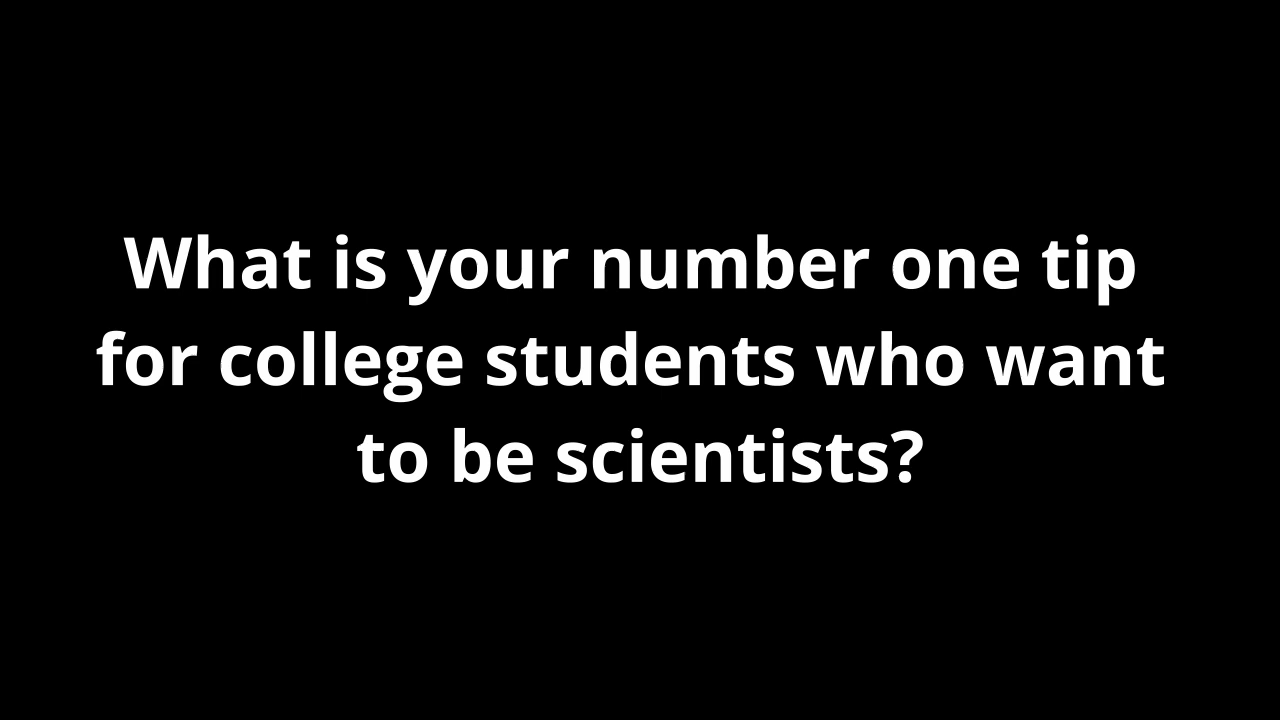 What is your number one tip
for college students who want
to be scientists?